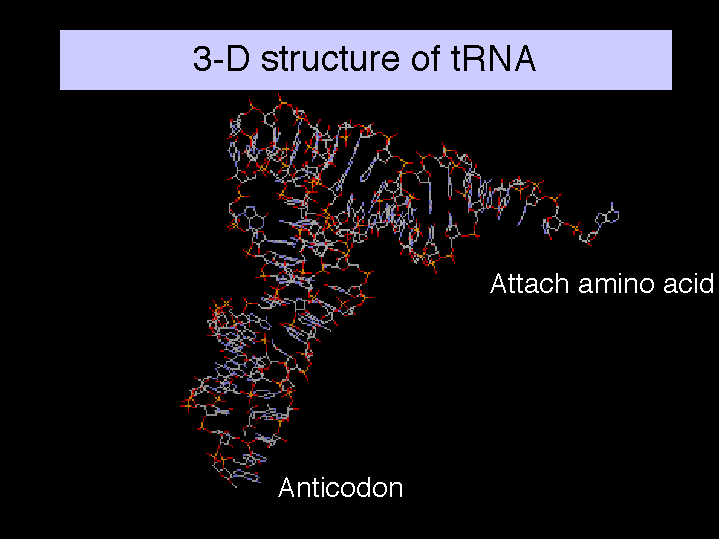 3-D structure of tRNA
Attach amino acid
Anticodon